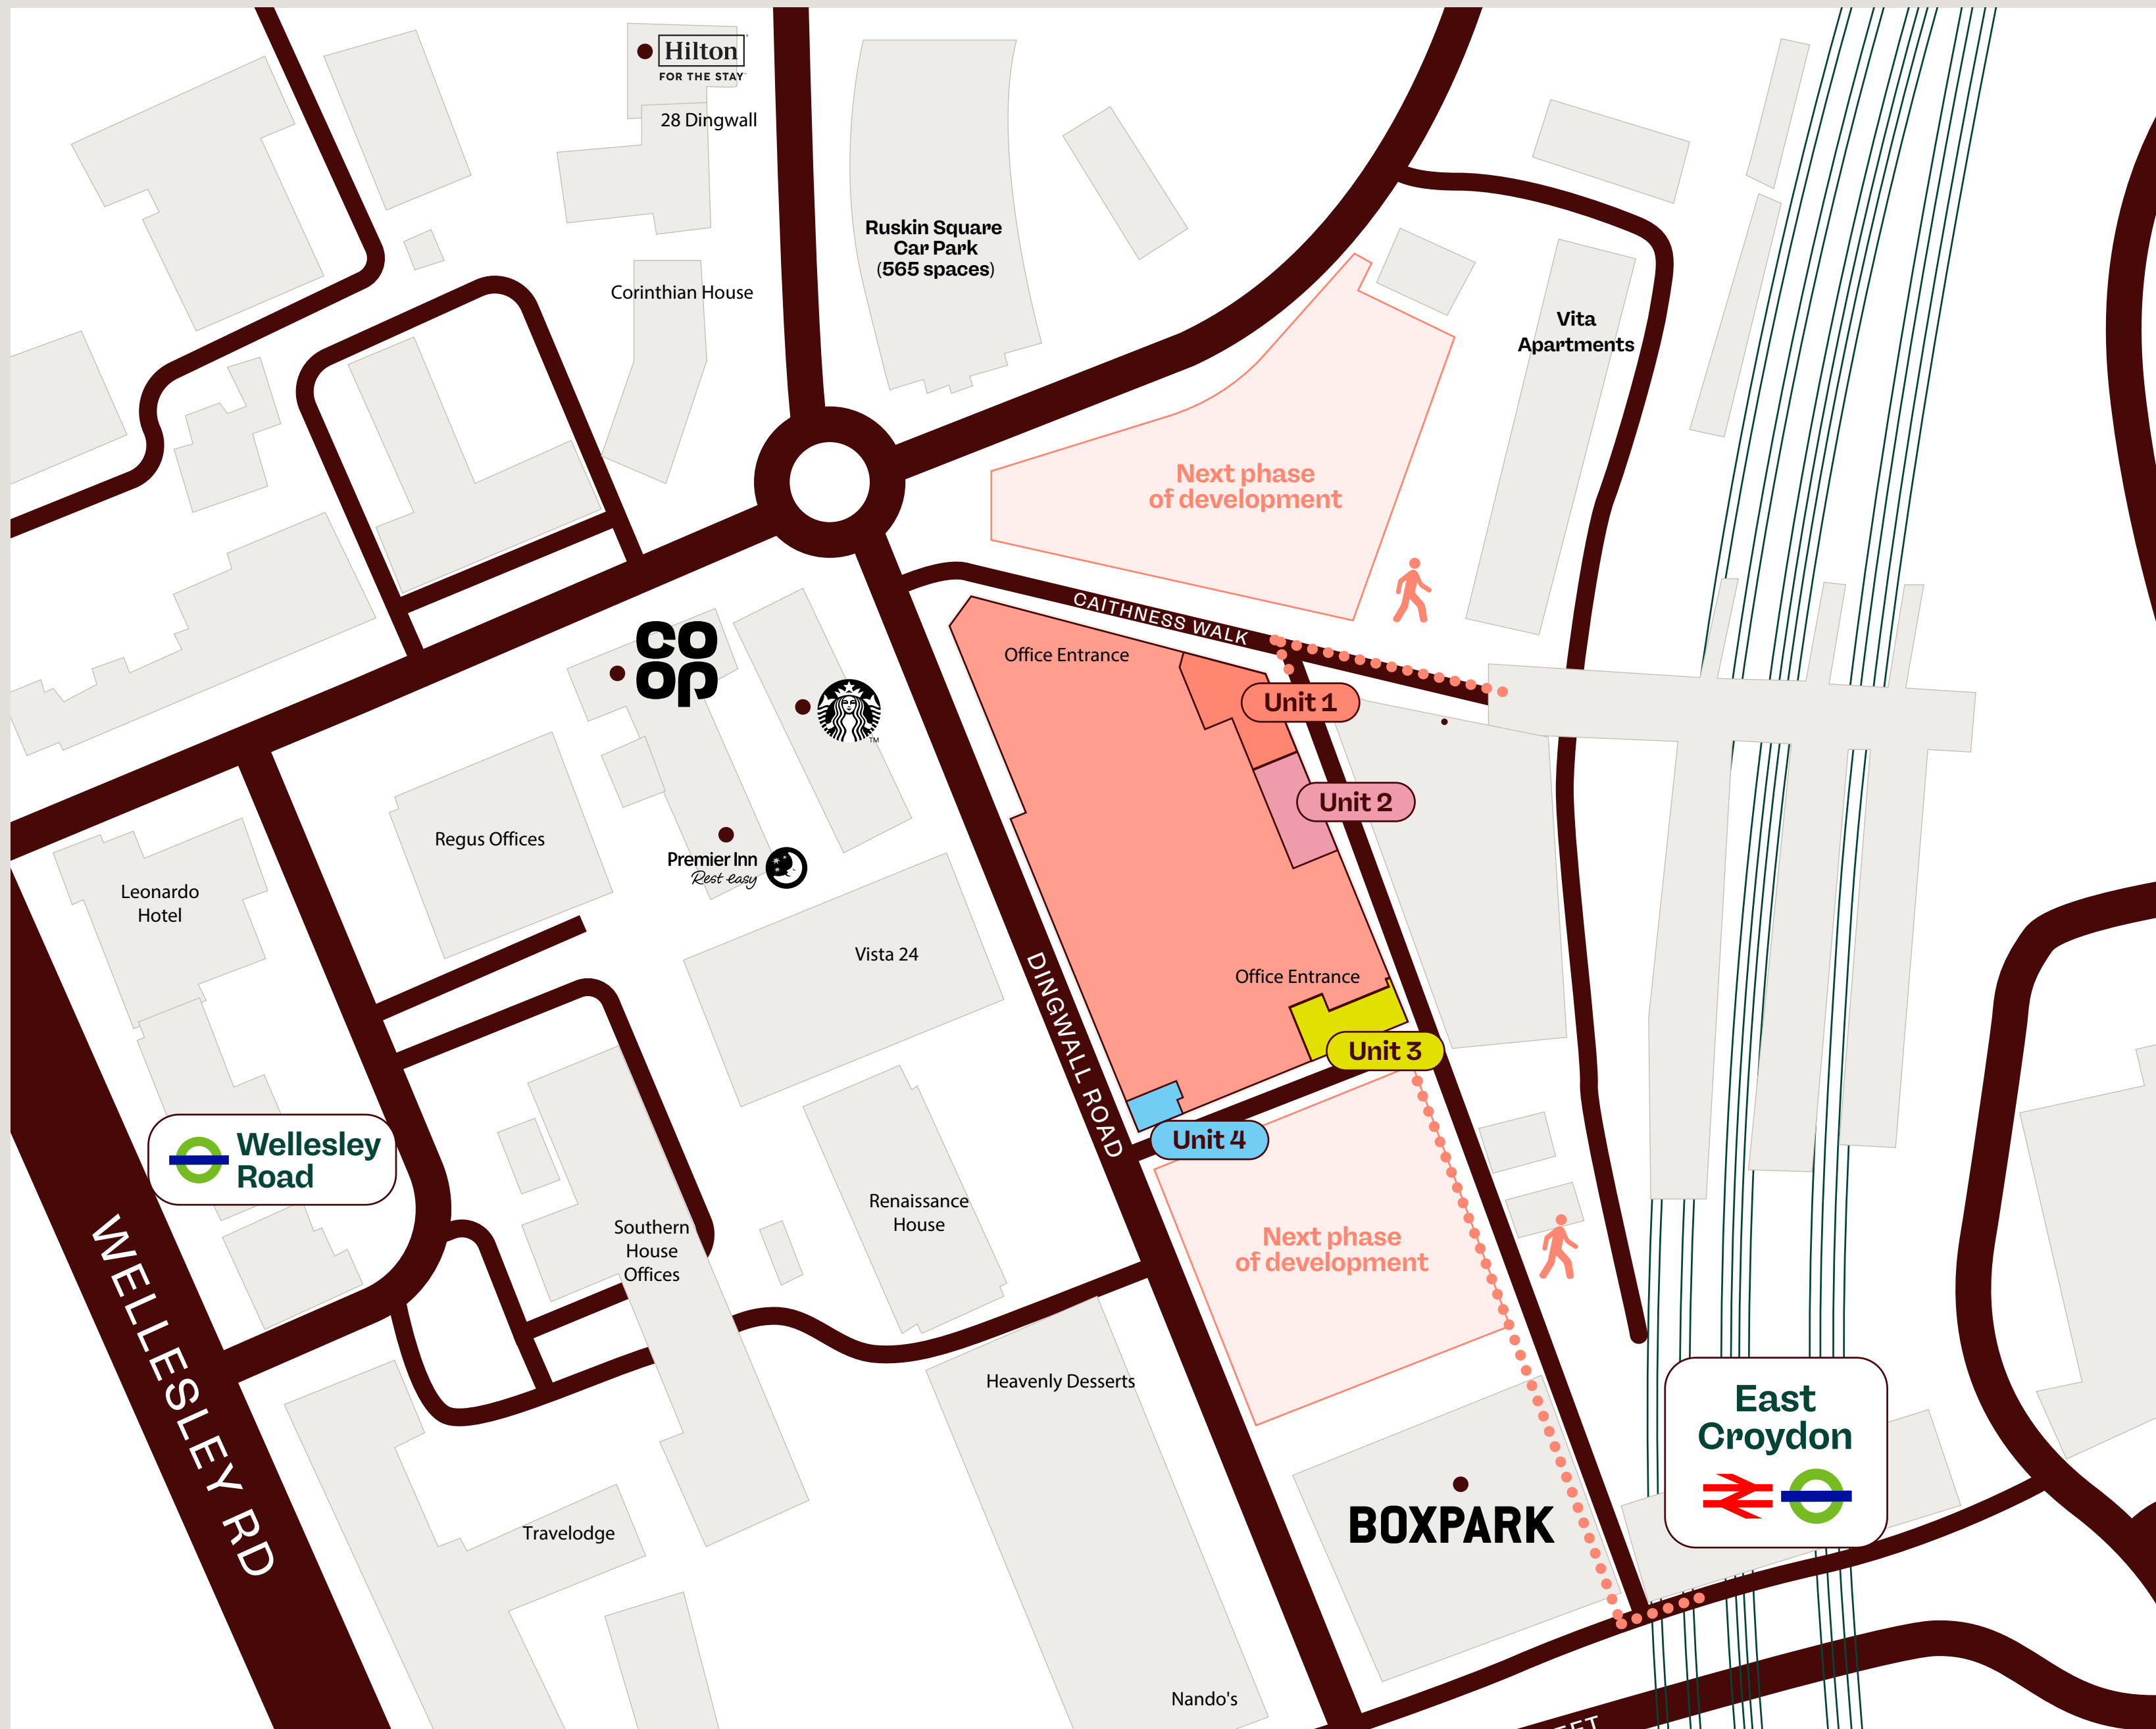 Hilton
FOR THE STAY
28 Dingwall
Ruskin Square
Car Park
(565 spaces)
Corinthian House
Vita
Apartments
Next phase
of development
CAITHNESS WALK
CO
OP
Office Entrance
Unit 1
TM
Unit 2
Regus Offices
Premier Inn
Rest easy
Leonardo
Hotel
Vista 24
Office Entrance
DINGWALL ROAD
Unit 3
Unit 4
Wellesley
Road
Renaissance
House
Southern
House
Offices
Next phase
of development
WELLESLEY RD
Heavenly Desserts
East
Croydon
BOXPARK
Travelodge
Nando's